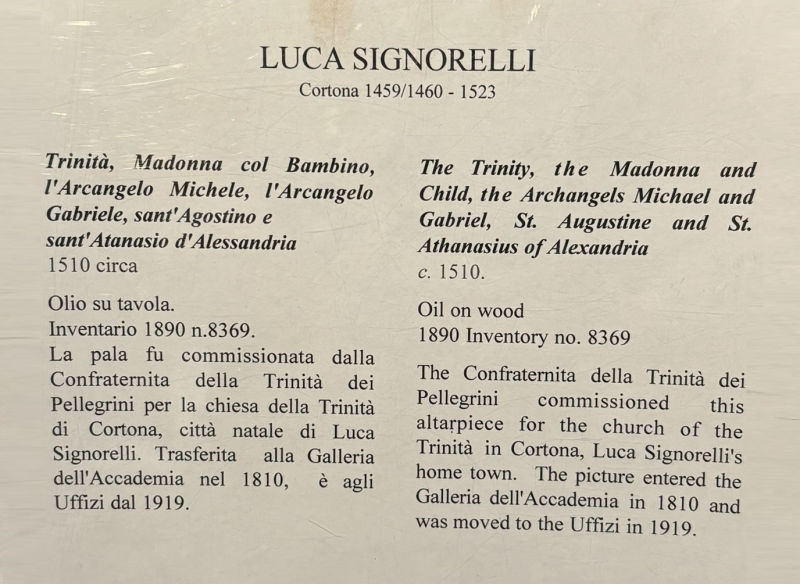 LUCA SIGNORELLI
Cortona 1459/1460 - 1523
Trinità, Madonna col Bambino,
l'Arcangelo Michele, l'Arcangelo
Gabriele, sant'Agostino e
sant'Atanasio d'Alessandria
1510 circa
Olio su tavola.
Inventario 1890 n.8369.
La pala fu commissionata dalla
Confraternita della Trinità dei
Pellegrini per la chiesa della Trinità
di Cortona, città natale di Luca
Signorelli. Trasferita alla Galleria
dell'Accademia nel 1810, è agli
Uffizi dal 1919.
The Trinity, the Madonna and
Child, the Archangels Michael and
Gabriel, St. Augustine and St.
Athanasius of Alexandria
c. 1510.
Oil on wood
1890 Inventory no. 8369
The Confraternita della Trinità dei
Pellegrini commissioned this
altarpiece for the church of the
Trinità in Cortona, Luca Signorelli's
home town. The picture entered the
Galleria dell'Accademia in 1810 and
was moved to the Uffizi in 1919.